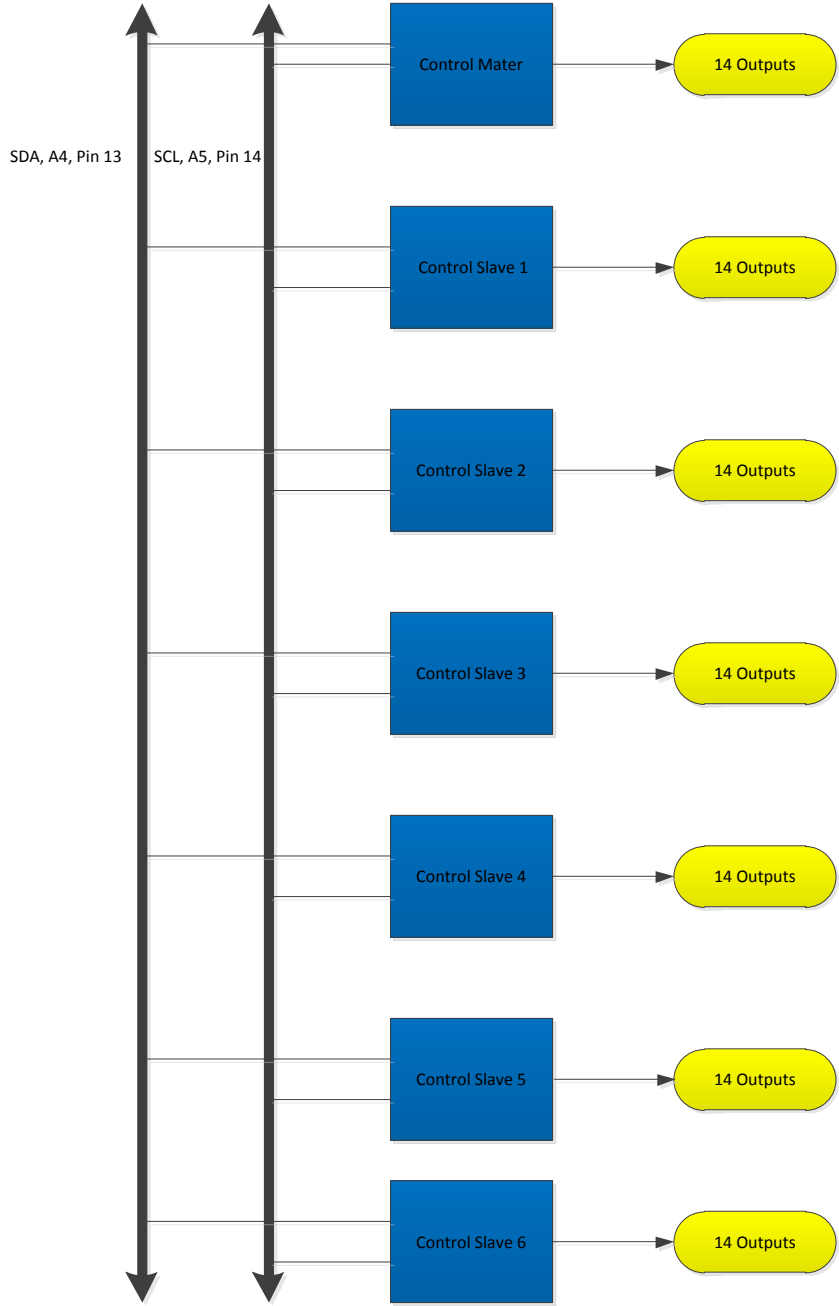 Control Mater
14 Outputs
SDA, A4, Pin 13
SCL, A5, Pin 14
Control Slave 1
14 Outputs
Control Slave 2
14 Outputs
Control Slave 3
14 Outputs
Control Slave 4
14 Outputs
Control Slave 5
14 Outputs
Control Slave 6
14 Outputs